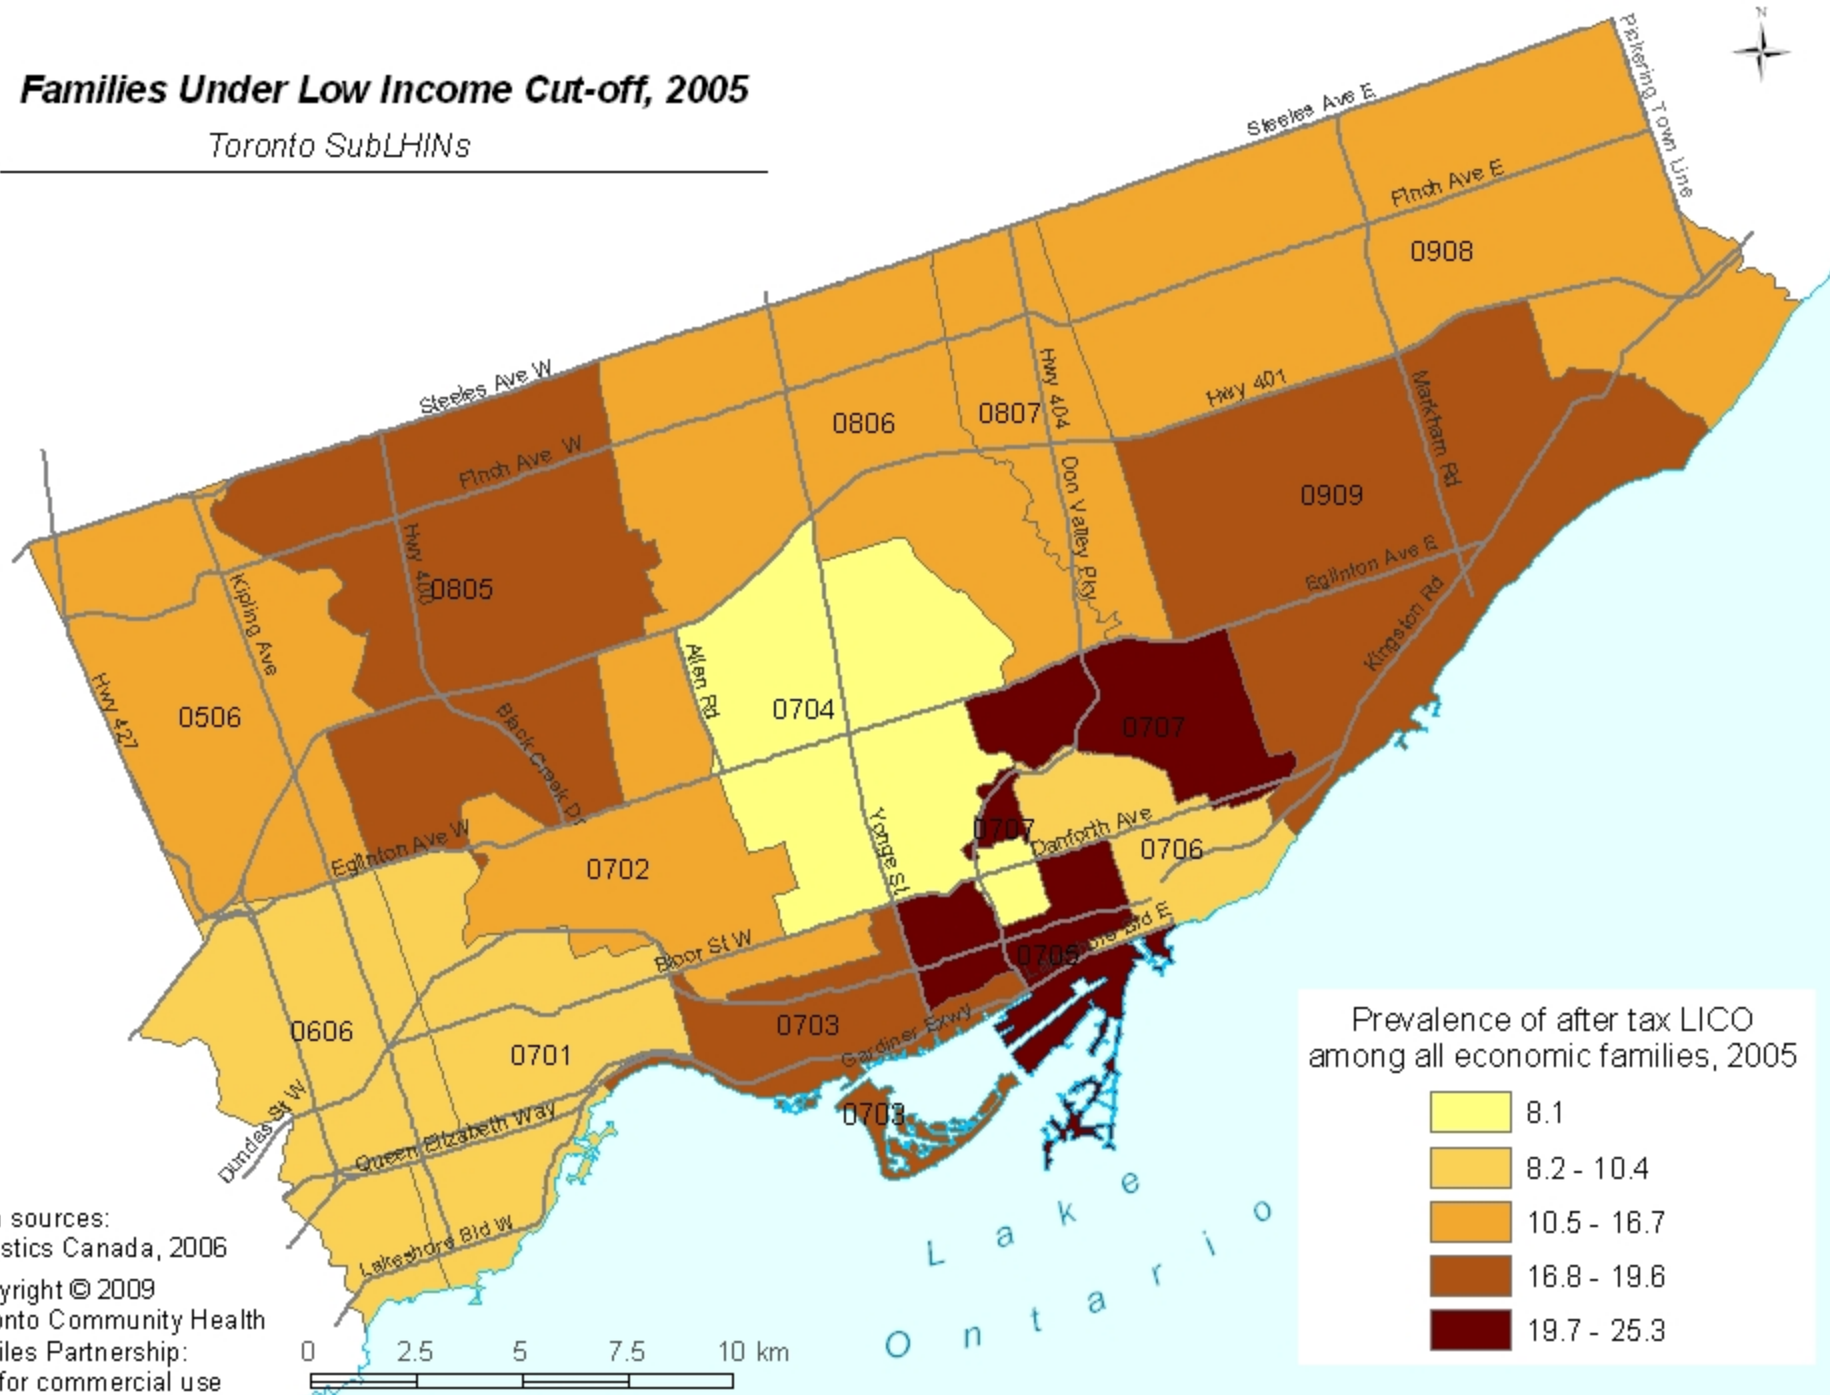 Families Under Low Income Cut-off, 2005
Toronto SubLHINs
N
Pickering Town Line
Steeles Ave E
Finch Ave E
0908
Steeles Ave W
Finch Ave W
0806
0807
Hwy 404
Hwy 401
Markham Rd
0909
Don Valley Pky
Hwy 400
0805
Kipling Ave
Eglinton Ave E
Kingston Rd
Hwy 427
0506
Black Creek Dr
Allen Rd
0704
0707
Yonge St
0707
Danforth Ave
0706
Eglinton Ave W
0702
Bloor St W
0705
Bld E
0606
0701
0703
Gardiner Exwy
0703
Dundas St W
Queen Elizabeth Way
Lakeshore Bld W
Lake
Ontario
Prevalence of after tax LICO
among all economic families, 2005
8.1
8.2 - 10.4
10.5 - 16.7
16.8 - 19.6
19.7 - 25.3
sources:
stics Canada, 2006
yright © 2009
onto Community Health
iles Partnership:
for commercial use
0 2.5 5 7.5 10 km